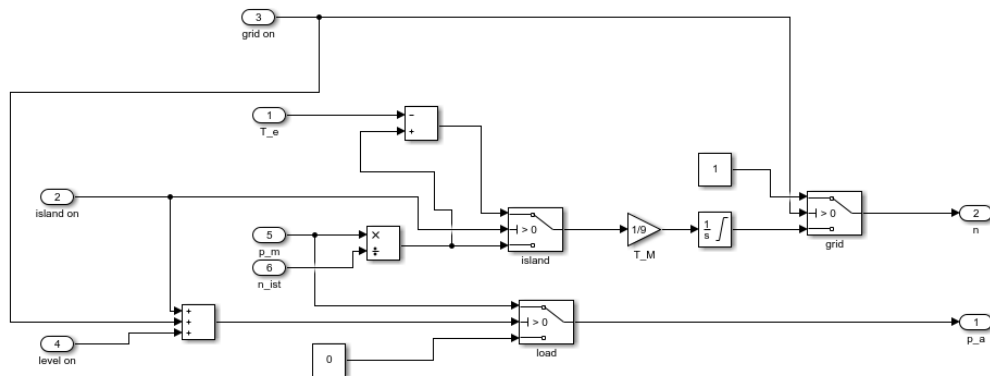 3
grid on
1
T_e
−
+
1
2
island on
> 0
2
n
5
p_m
×
÷
> 0
island
1/9
T_M
1
s
grid
6
n_ist
+
+
+
> 0
load
1
p_a
4
level on
0